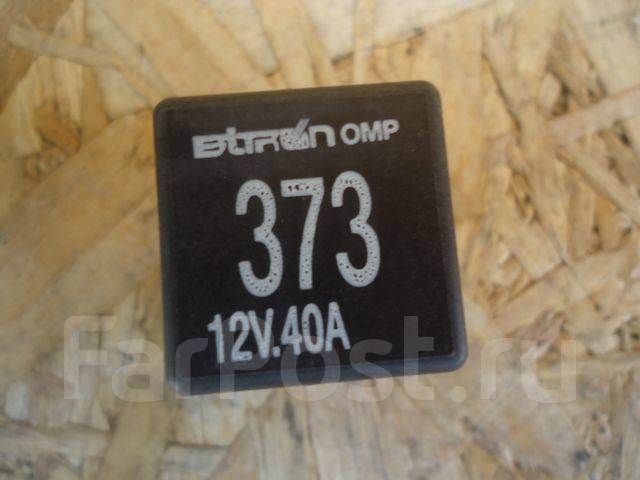 Bitron OMP
373
12V.40A
FarPost.ru